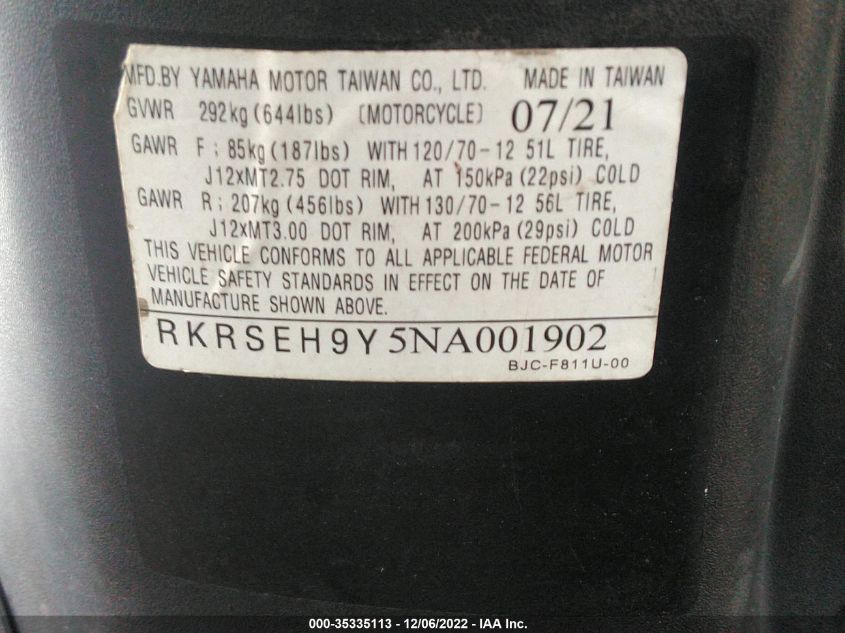 MFD.BY YAMAHA MOTOR TAIWAN CO., LTD. MADE IN TAIWAN
GVWR 292kg (644lbs) (MOTORCYCLE) 07/21
GAWR F : 85kg (187lbs) WITH 120/70-12 51L TIRE,
J12xMT2.75 DOT RIM, AT 150kPa (22psi) COLD
GAWR R : 207kg (456lbs) WITH 130/70-12 56L TIRE,
J12xMT3.00 DOT RIM, AT 200kPa (29psi) COLD
THIS VEHICLE CONFORMS TO ALL APPLICABLE FEDERAL MOTOR
VEHICLE SAFETY STANDARDS IN EFFECT ON THE DATE OF
MANUFACTURE SHOWN ABOVE.
RKRSEH9Y5NA001902
BJC-F811U-00
000-35335113 - 12/06/2022 - IAA Inc.